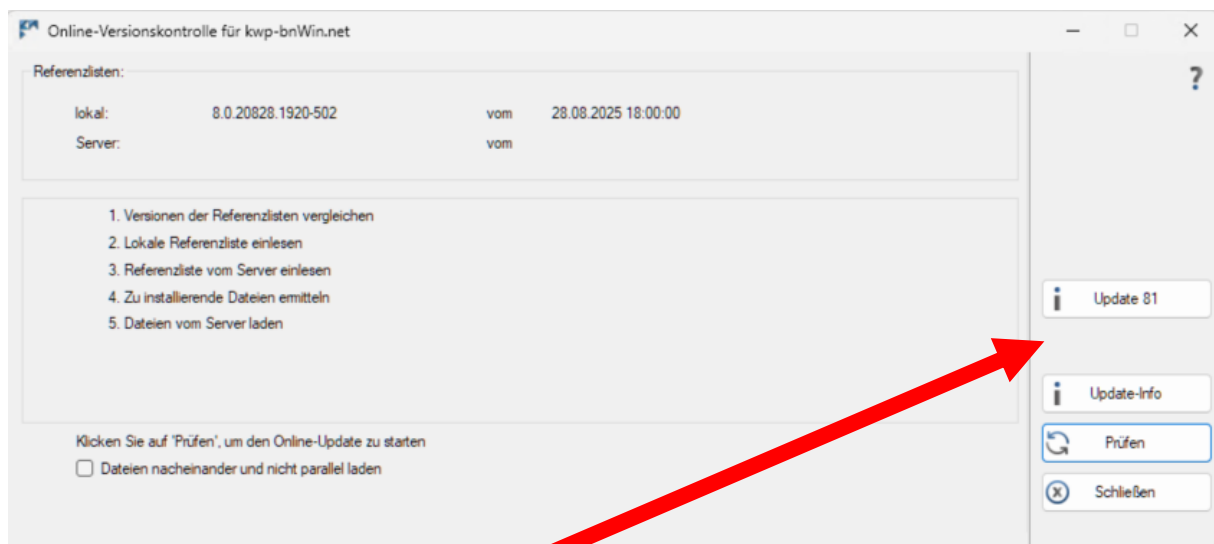 Online-Versionskontrolle für kwp-bnWin.net
?
Referenzlisten:
lokal: 8.0.20828.1920-502 vom 28.08.2025 18:00:00
Server: vom
1. Versionen der Referenzlisten vergleichen
2. Lokale Referenzliste einlesen
3. Referenzliste vom Server einlesen
4. Zu installierende Dateien ermitteln
5. Dateien vom Server laden
Klicken Sie auf 'Prüfen', um den Online-Update zu starten
Dateien nacheinander und nicht parallel laden
Update 81
Update-Info
Prüfen
Schließen